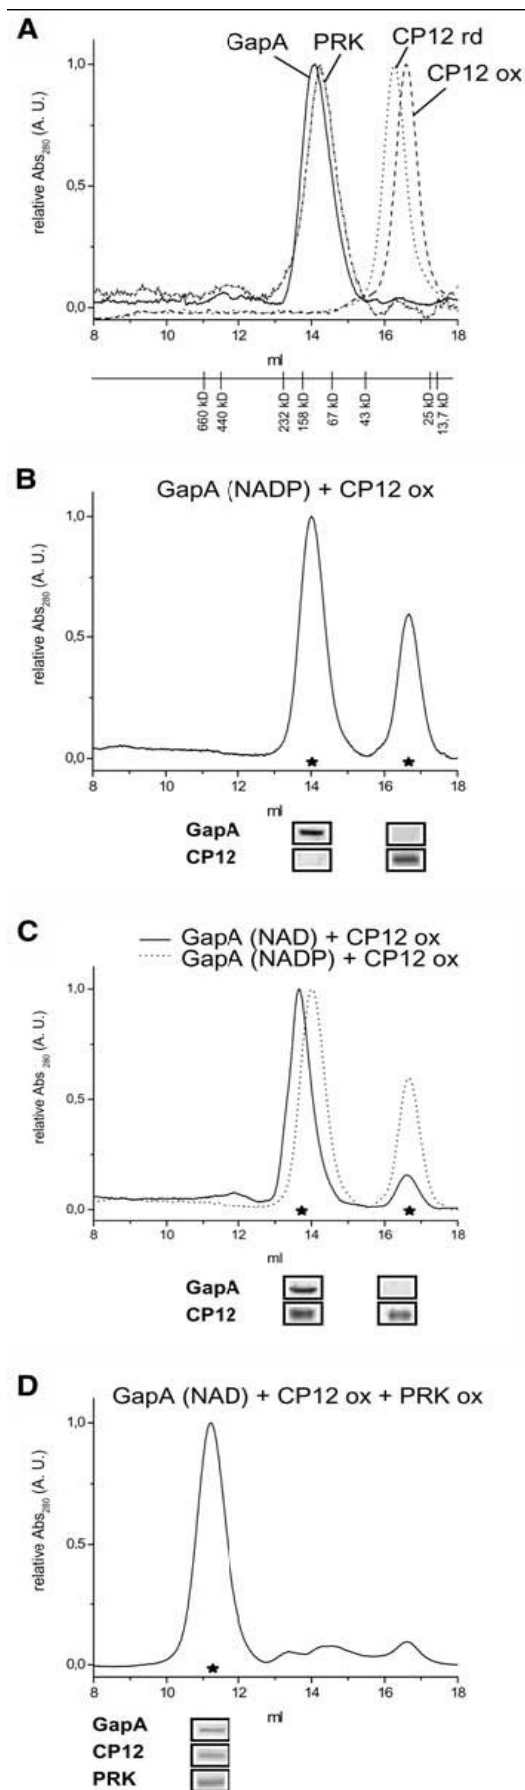 A
GapA PRK CP12 rd
CP12 ox
relative Abs280 (A. U.)
1,0
0,5
0,0
8 10 12 14 16 18
ml
660 kD 440 kD 232 kD 158 kD 67 kD 43 kD 25 kD 13,7 kD
B
GapA (NADP) + CP12 ox
relative Abs280 (A. U.)
1,0
0,5
0,0
8 10 12 14 16 18
ml
GapA
CP12
C
GapA (NAD) + CP12 ox
GapA (NADP) + CP12 ox
relative Abs 280 (A. U.)
1,0
0,5
0,0
8 10 12 14 16 18
ml
GapA
CP12
D
GapA (NAD) + CP12 ox + PRK ox
relative Abs280 (A. U.)
1,0
0,5
0,0
8 10 12 14 16 18
ml
GapA
CP12
PRK